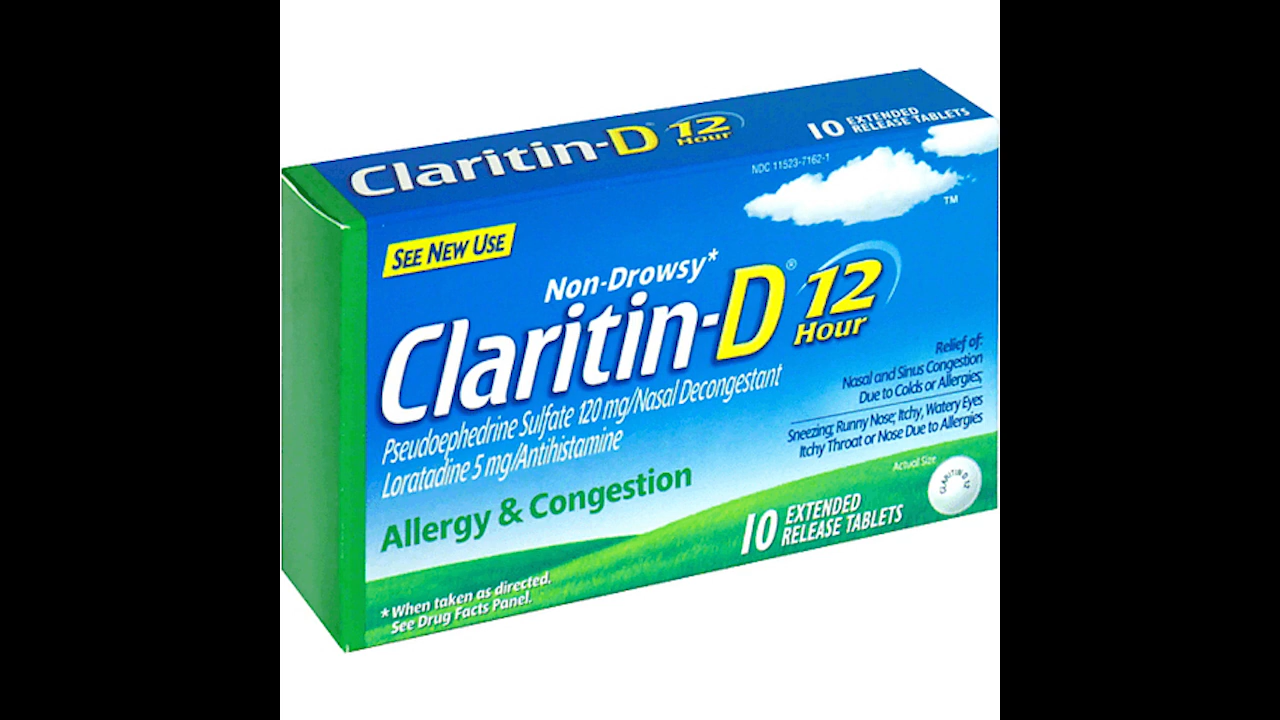 Claritin-D 12 Hour
10 EXTENDED
RELEASE TABLETS
NDC 11523-7162-1
TM
SEE NEW USE
Non-Drowsy*
Claritin-D® 12
Hour
Pseudoephedrine Sulfate 120 mg/Nasal Decongestant
Loratadine 5 mg/Antihistamine
Relief of:
Nasal and Sinus Congestion
Due to Colds or Allergies;
Sneezing; Runny Nose; Itchy, Watery Eyes
Itchy Throat or Nose Due to Allergies
Allergy & Congestion
Actual Size
CLARITIN D 12
10 EXTENDED
RELEASE TABLETS
*When taken as directed.
See Drug Facts Panel.